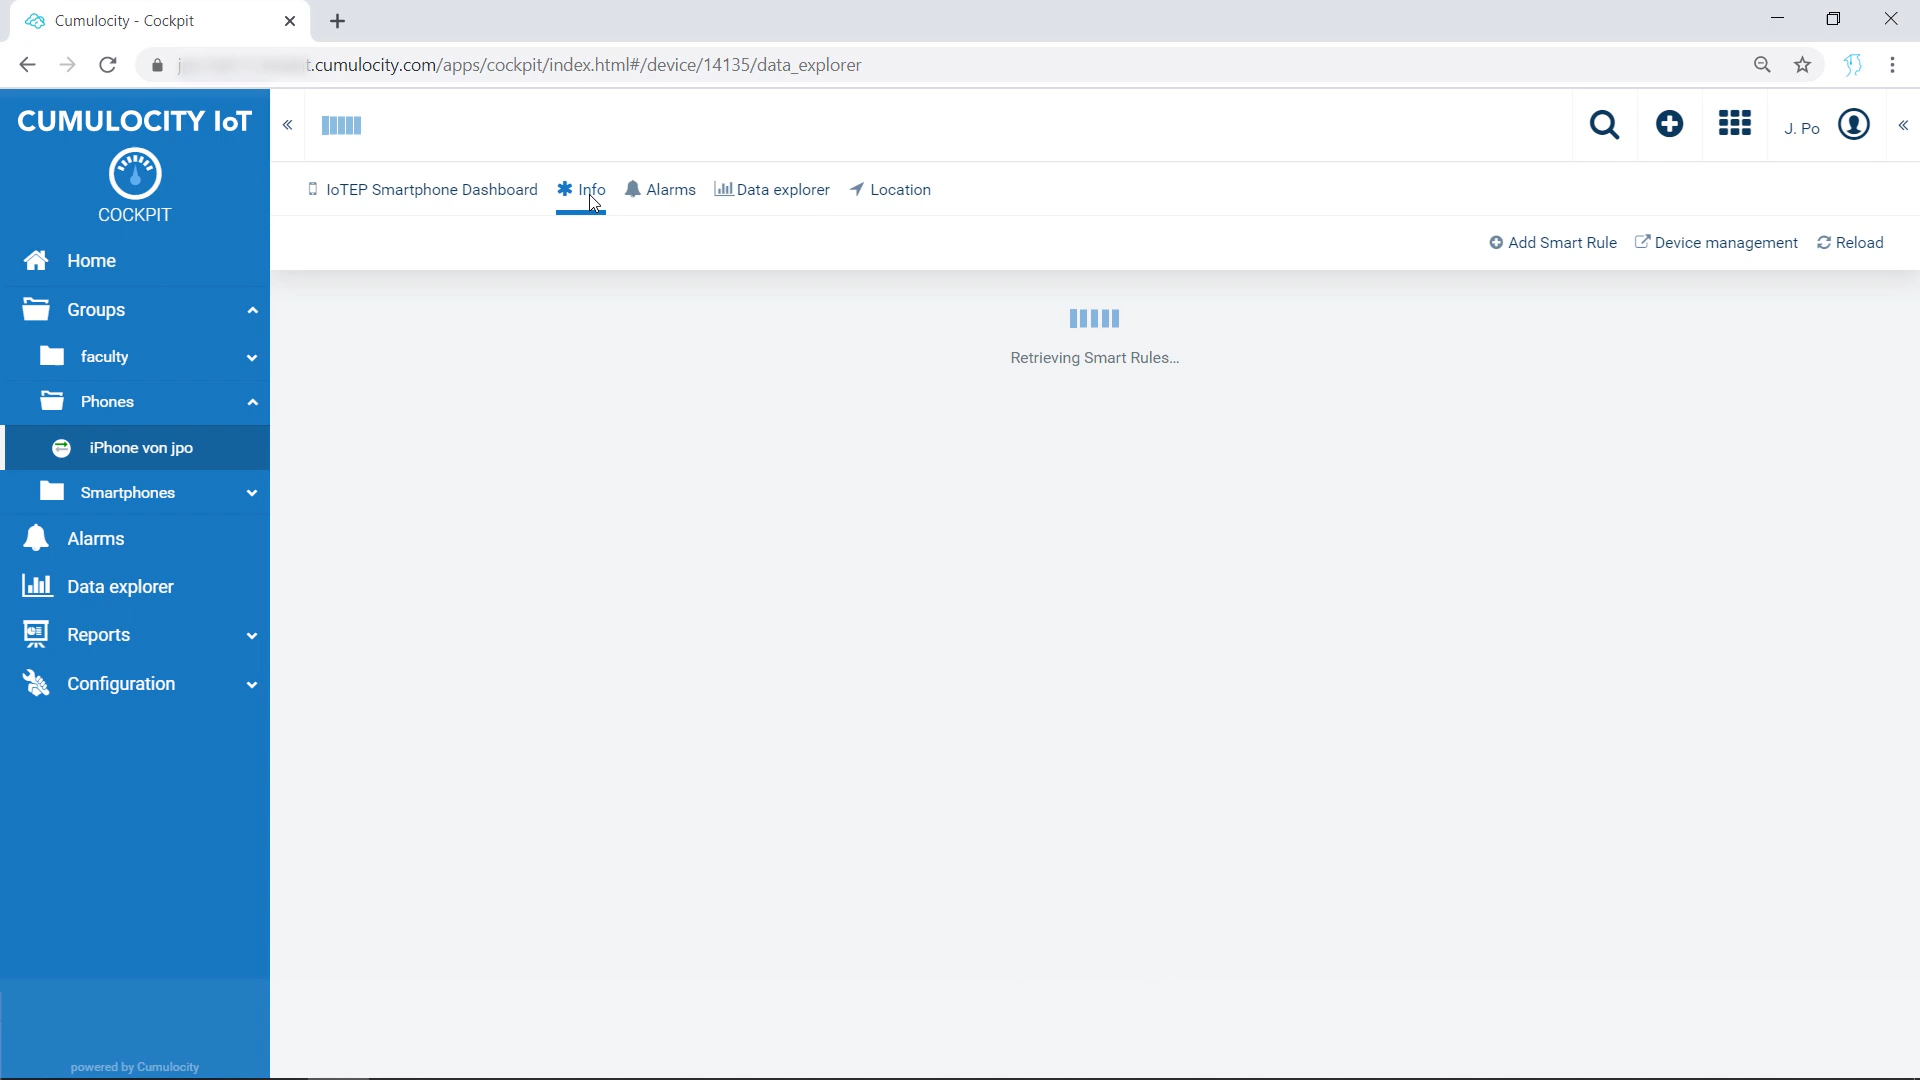 Cumulocity - Cockpit
.cumulocity.com/apps/cockpit/index.html#/device/14135/data_explorer
CUMULOCITY IoT
COCKPIT
J. Po
IoTEP Smartphone Dashboard Info Alarms Data explorer Location
Add Smart Rule Device management Reload
Home
Groups
faculty
Phones
iPhone von jpo
Smartphones
Alarms
Data explorer
Reports
Configuration
Retrieving Smart Rules...
powered by Cumulocity